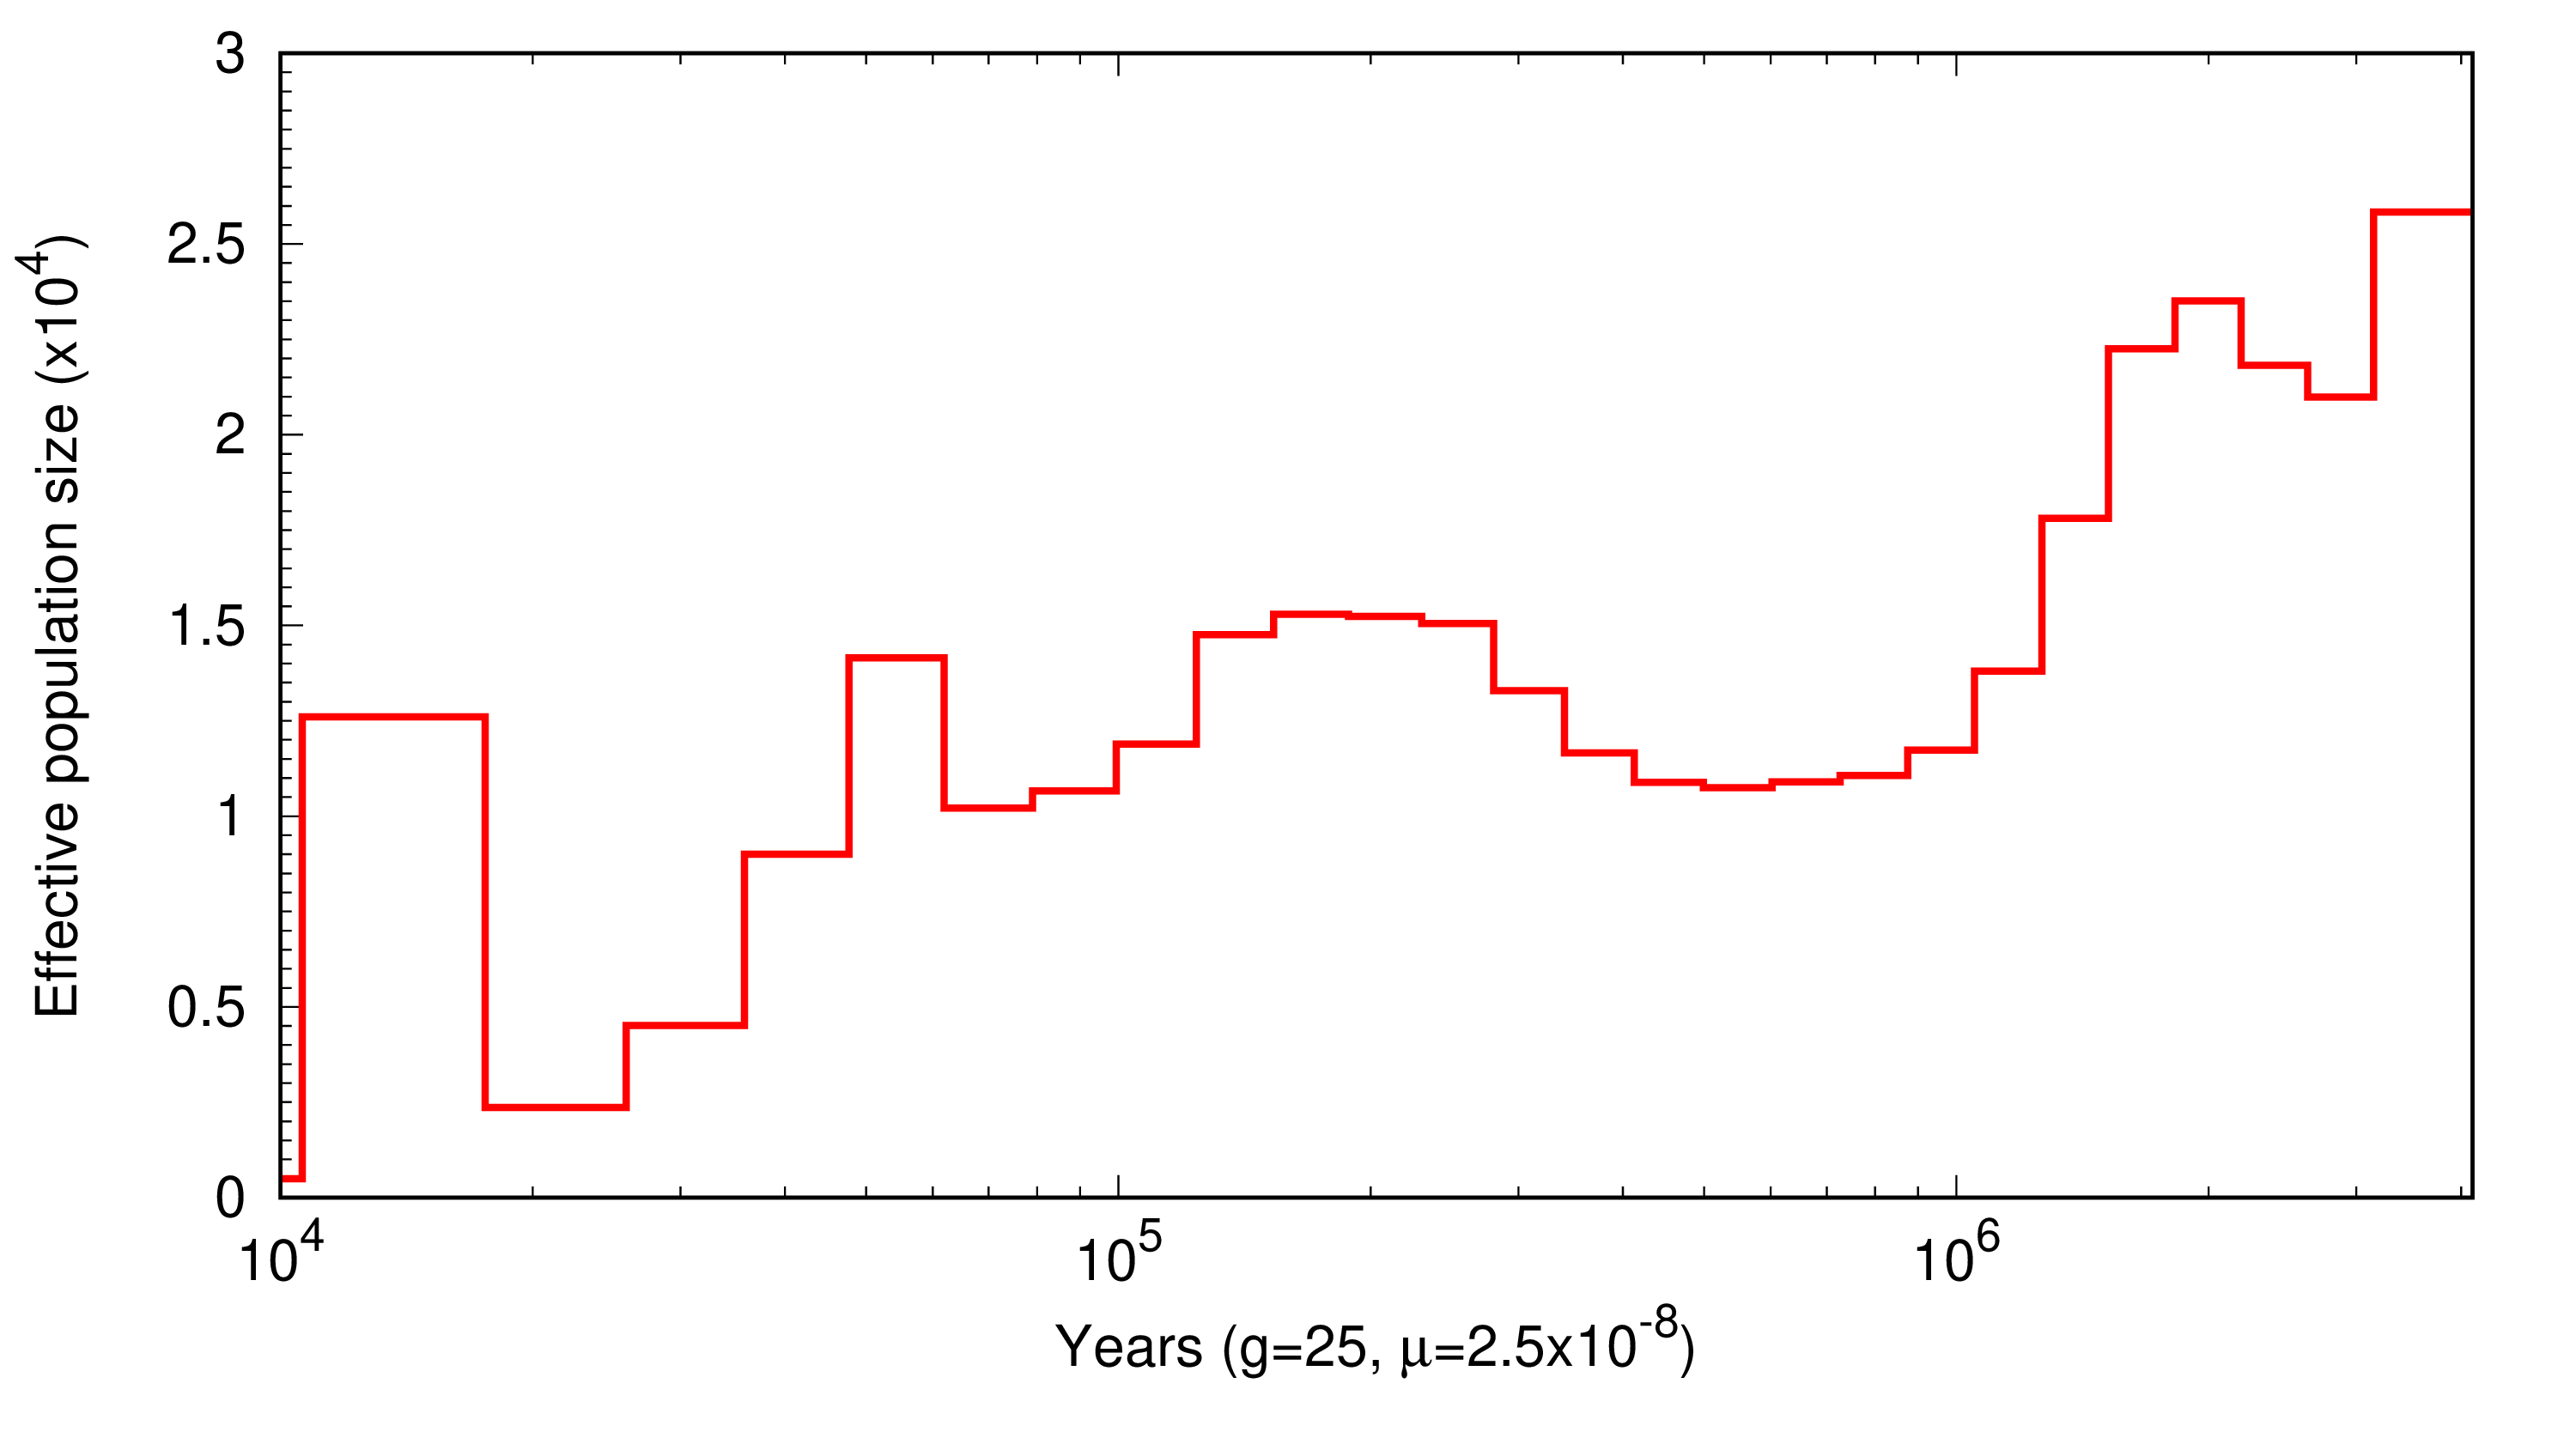 Effective population size (x10⁴)
3
2.5
2
1.5
1
0.5
0
10⁴ 10⁵ 10⁶
Years (g=25, μ=2.5x10⁻⁸)